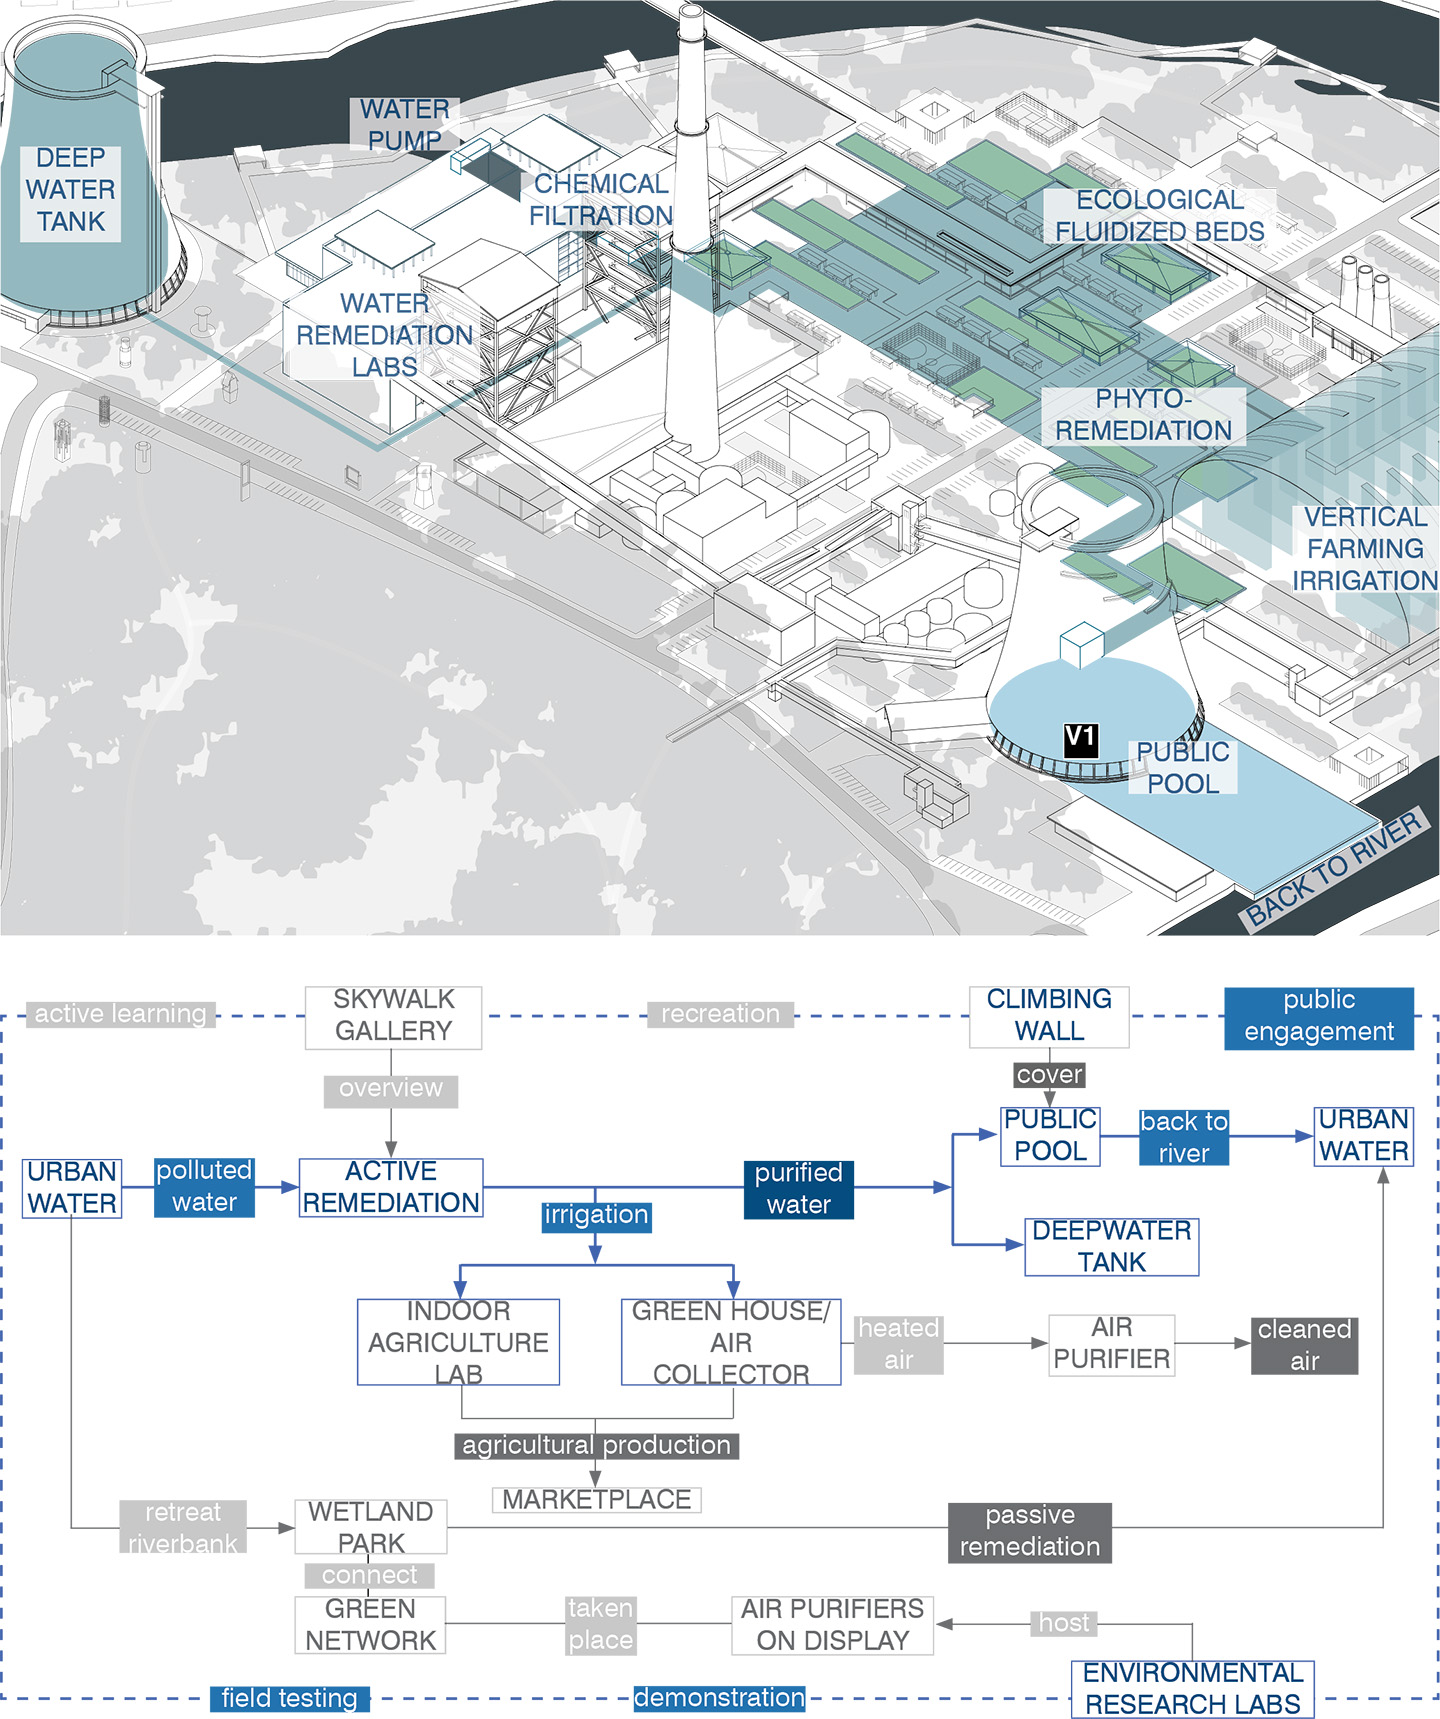 WATER
PUMP
DEEP
WATER
TANK
CHEMICAL
FILTRATION
ECOLOGICAL
FLUIDIZED BEDS
WATER
REMEDIATION
LABS
PHYTO-
REMEDIATION
VERTICAL
FARMING
IRRIGATION
V1
PUBLIC
POOL
BACK TO RIVER
active learning
SKYWALK
GALLERY
recreation
CLIMBING
WALL
public
engagement
overview
cover
URBAN
WATER
polluted
water
ACTIVE
REMEDIATION
irrigation
purified
water
PUBLIC
POOL
back to
river
URBAN
WATER
DEEPWATER
TANK
INDOOR
AGRICULTURE
LAB
GREEN HOUSE/
AIR
COLLECTOR
heated
air
AIR
PURIFIER
cleaned
air
agricultural production
MARKETPLACE
retreat
riverbank
WETLAND
PARK
passive
remediation
connect
GREEN
NETWORK
taken
place
AIR PURIFIERS
ON DISPLAY
host
ENVIRONMENTAL
RESEARCH LABS
field testing
demonstration